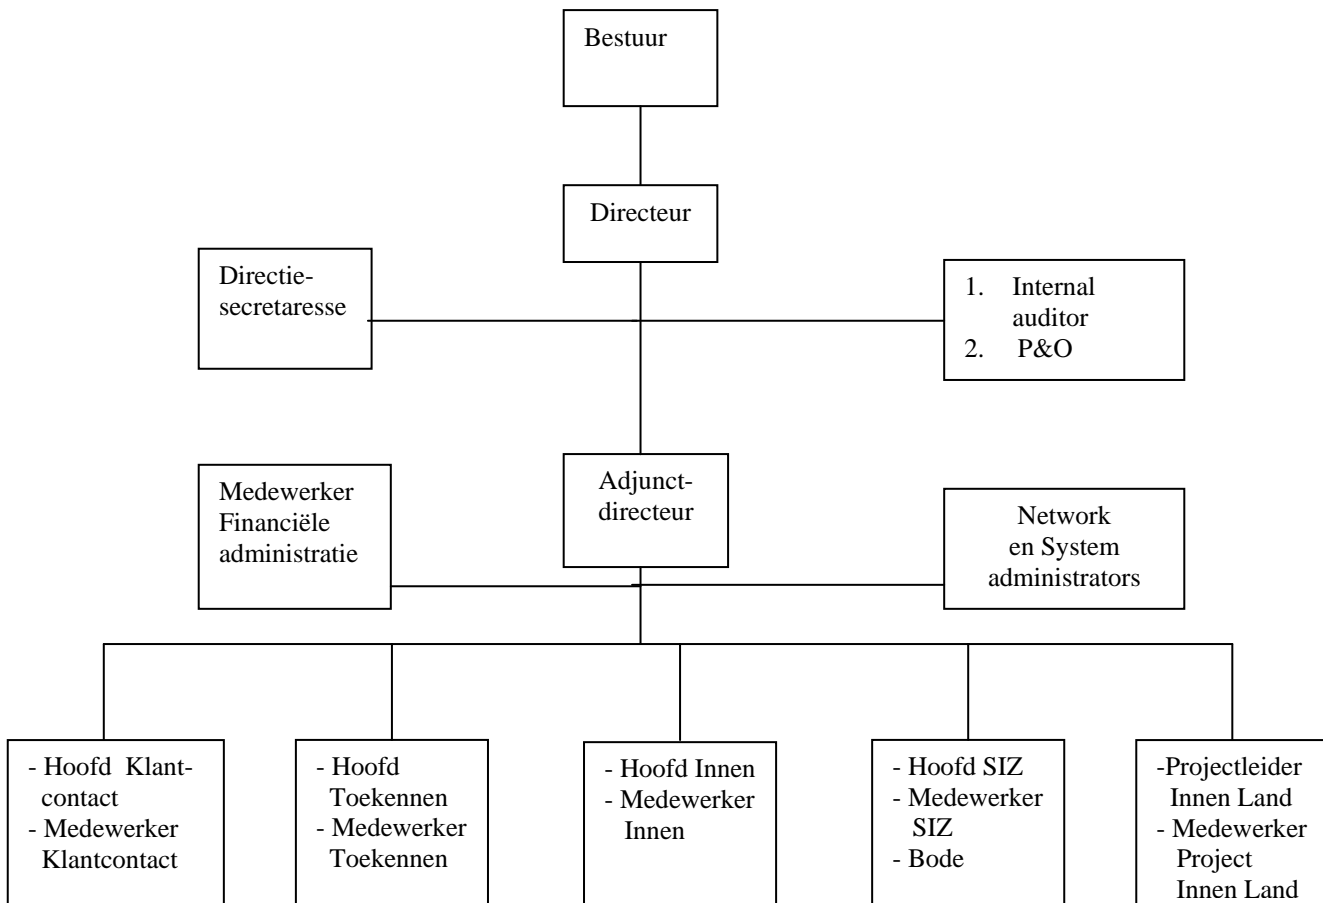 Bestuur
Directeur
Directie-
secretaresse
1. Internal
auditor
2. P&O
Medewerker
Financiële
administratie
Adjunct-
directeur
Network
en System
administrators
- Hoofd Klant-
contact
- Medewerker
Klantcontact
- Hoofd
Toekennen
- Medewerker
Toekennen
- Hoofd Innen
- Medewerker
Innen
- Hoofd SIZ
- Medewerker
SIZ
- Bode
-Projectleider
Innen Land
- Medewerker
Project
Innen Land